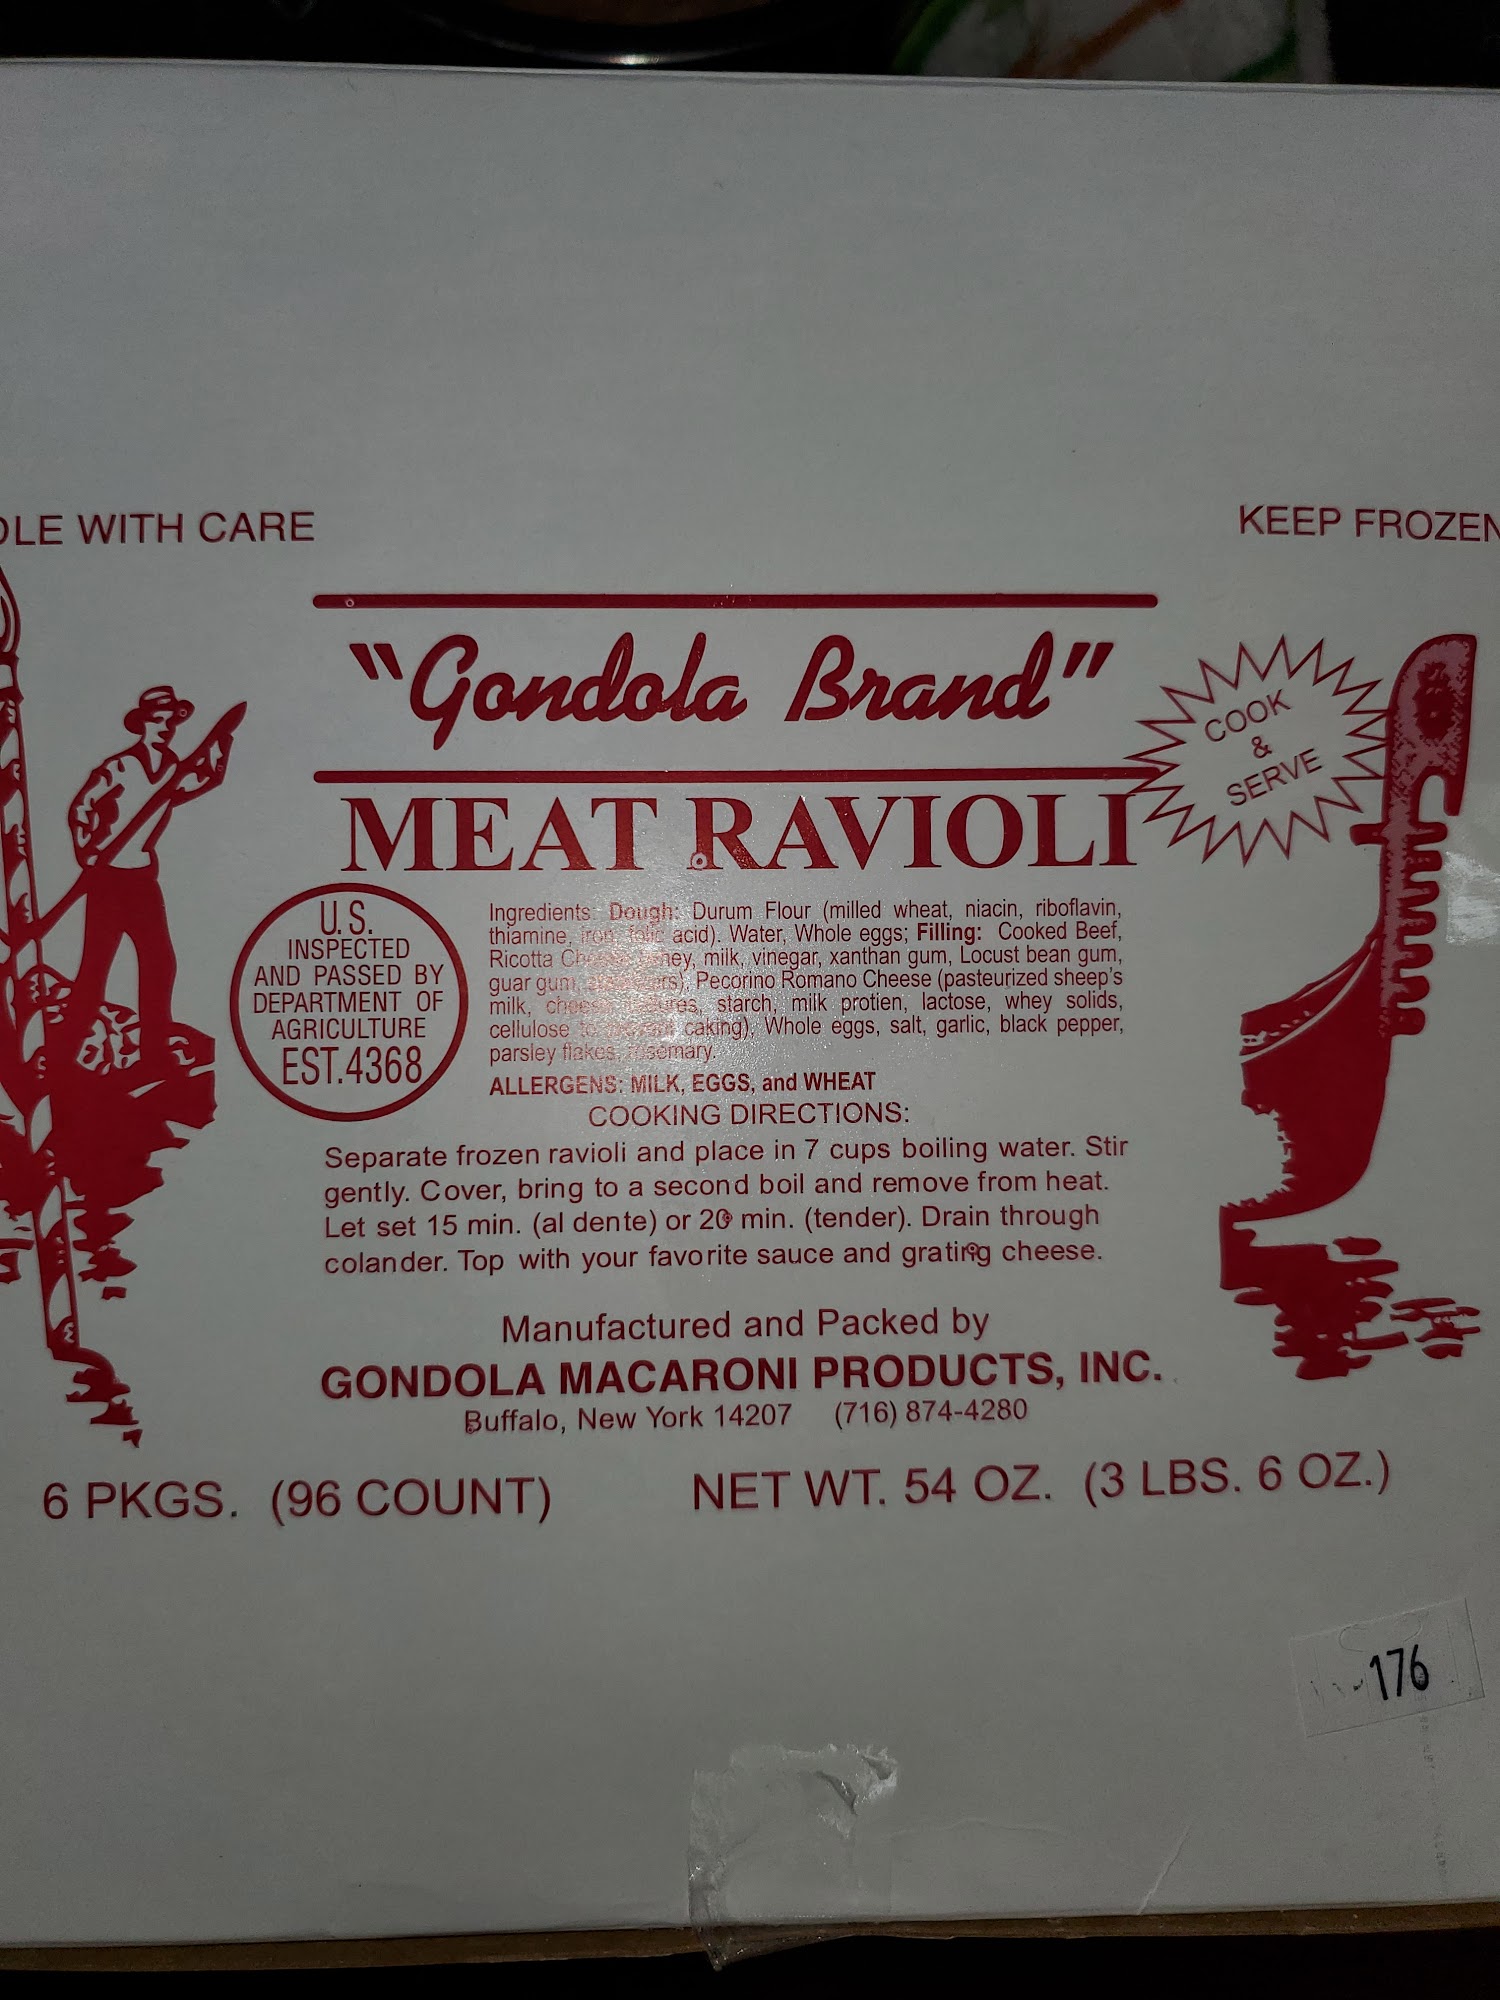 DLE WITH CARE
KEEP FROZEN
"Gondola Brand"
COOK
&
SERVE
MEAT RAVIOLI
U.S.
INSPECTED
AND PASSED BY
DEPARTMENT OF
AGRICULTURE
EST.4368
Ingredients: Dough: Durum Flour (milled wheat, niacin, riboflavin,
thiamine, iron, folic acid). Water, Whole eggs; Filling: Cooked Beef,
Ricotta milk, vinegar, xanthan gum, Locust bean gum,
guar gum, Pecorino Romano Cheese (pasteurized sheep's
milk, cheese starch, milk protien, lactose, whey solids,
cellulose to caking), Whole eggs, salt, garlic, black pepper,
parsley flakes, rosemary.
ALLERGENS: MILK, EGGS, and WHEAT
COOKING DIRECTIONS:
Separate frozen ravioli and place in 7 cups boiling water. Stir
gently. Cover, bring to a second boil and remove from heat.
Let set 15 min. (al dente) or 20 min. (tender). Drain through
colander. Top with your favorite sauce and grating cheese.
Manufactured and Packed by
GONDOLA MACARONI PRODUCTS, INC.
Buffalo, New York 14207 (716) 874-4280
6 PKGS. (96 COUNT) NET WT. 54 OZ. (3 LBS. 6 OZ.)
176